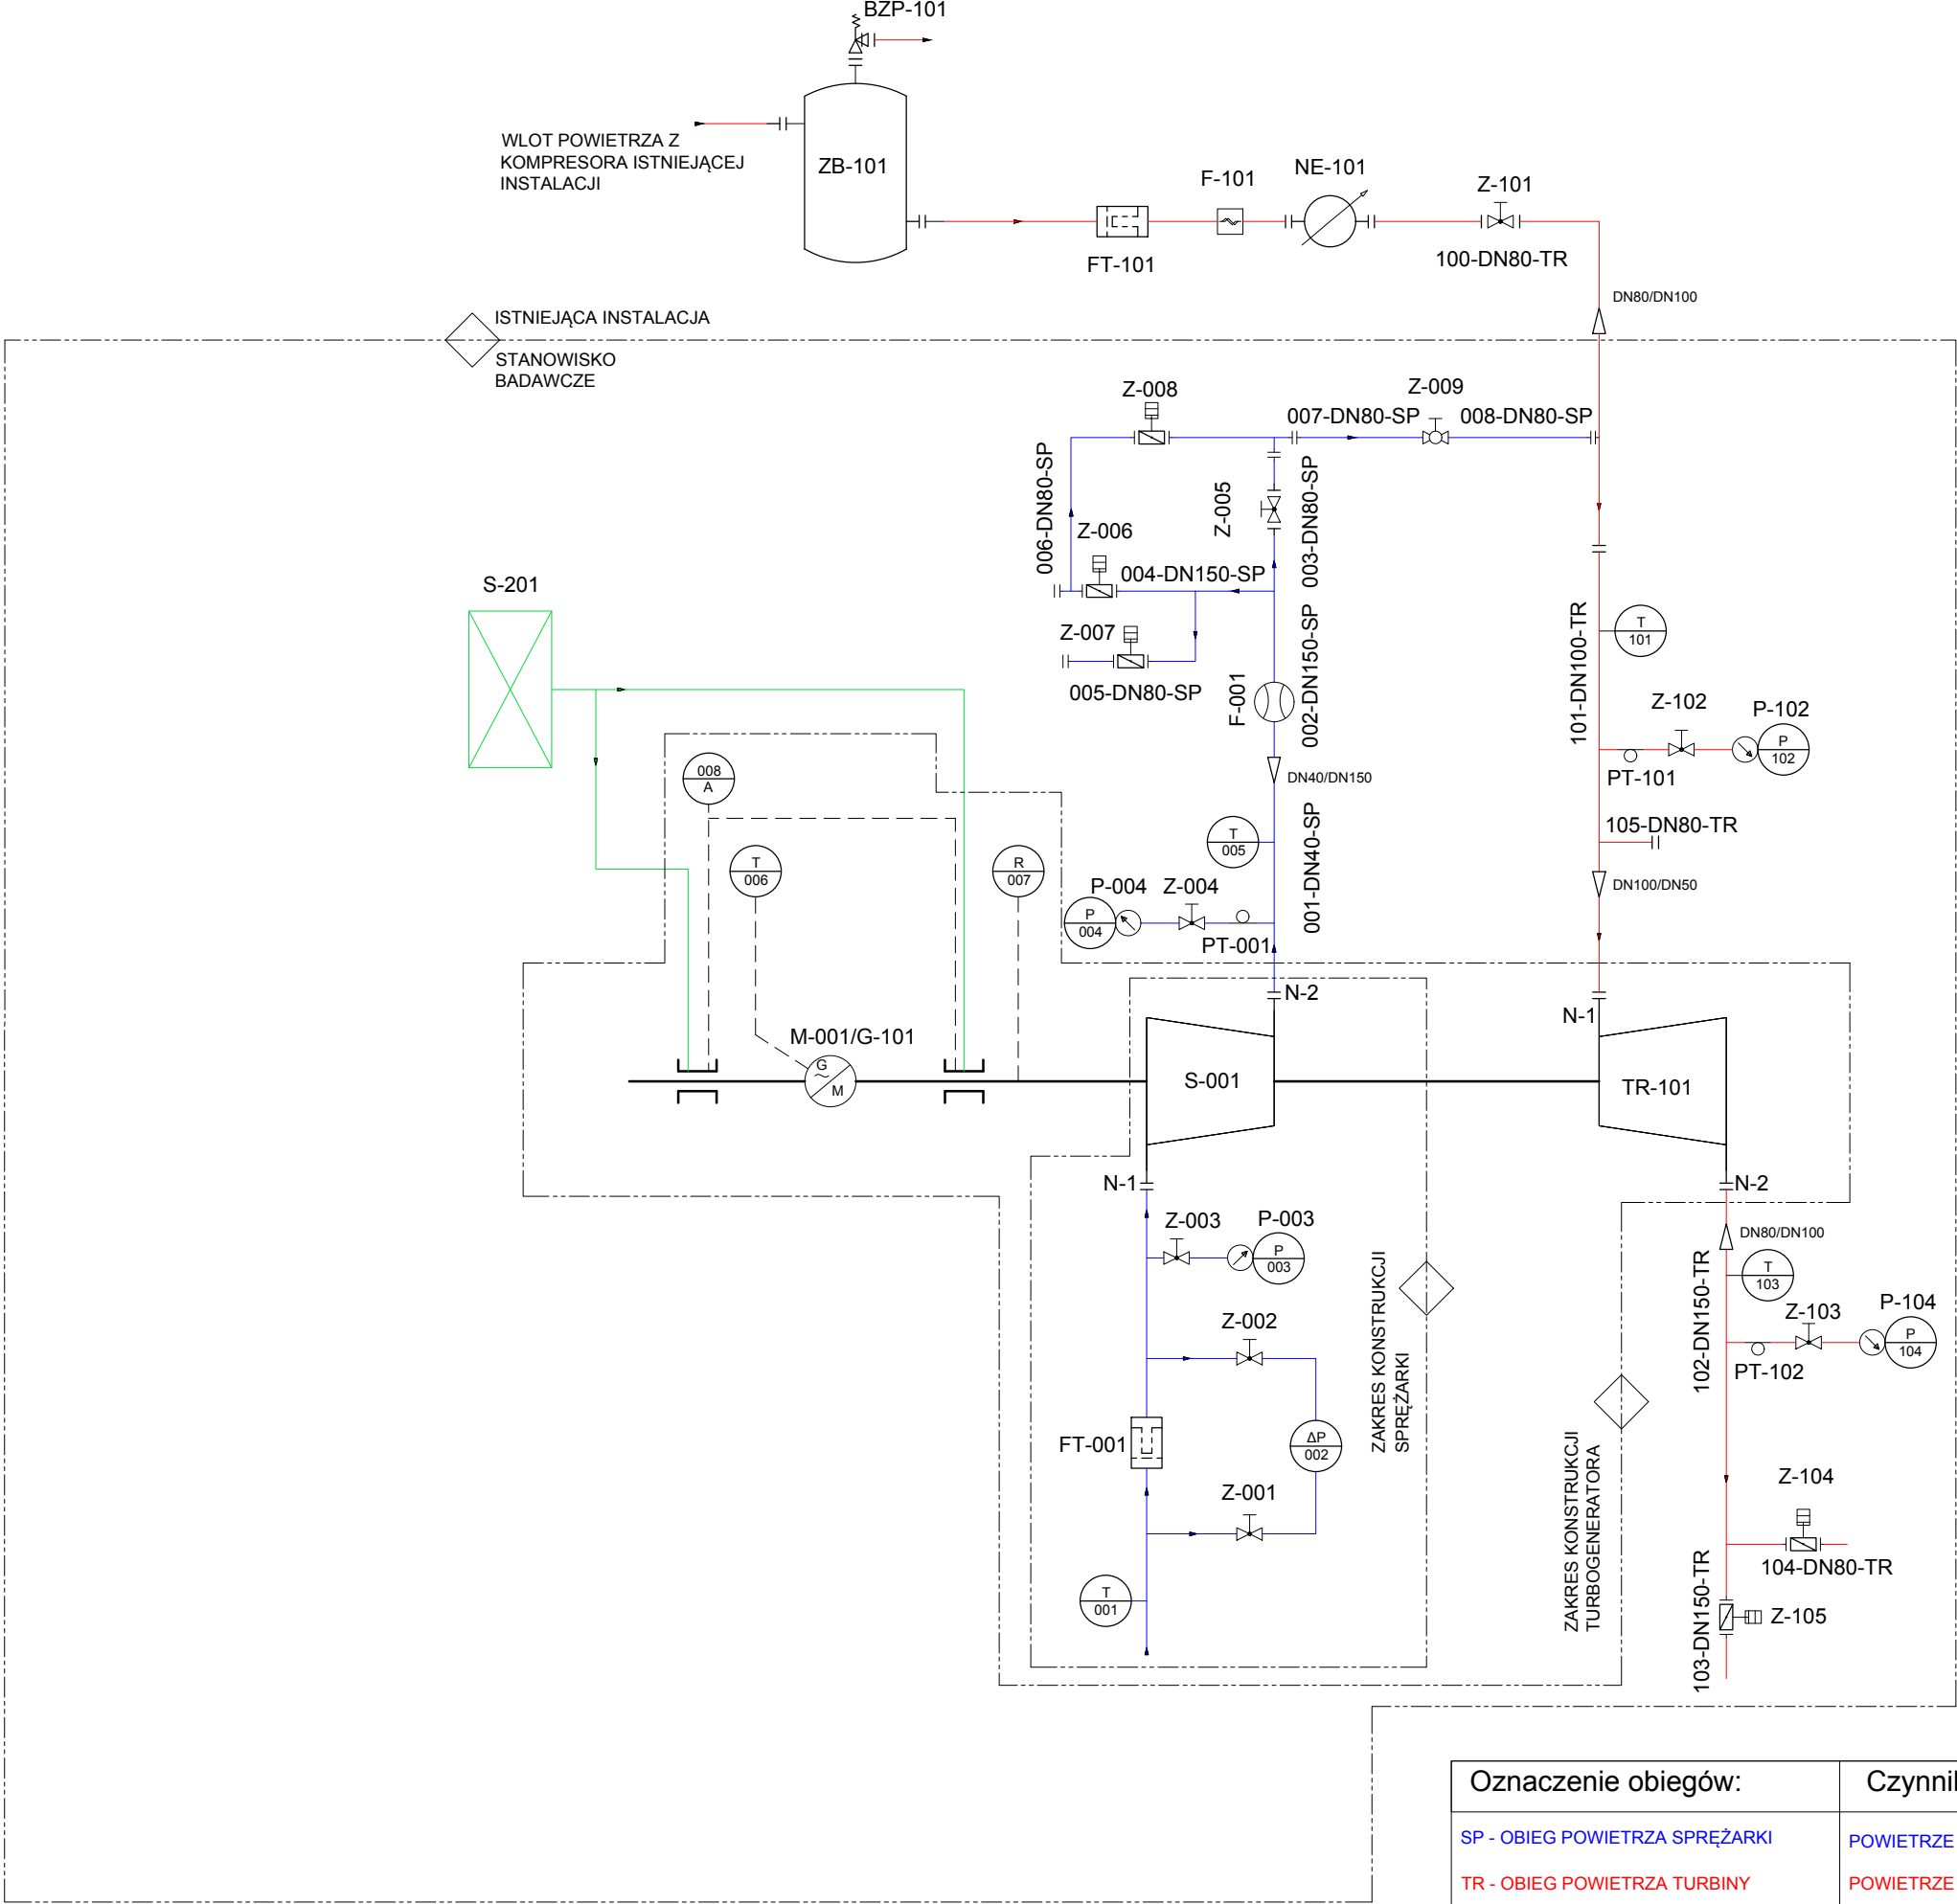 BZP-101
WLOT POWIETRZA Z
KOMPRESORA ISTNIEJĄCEJ
INSTALACJI
ZB-101
FT-101
F-101
NE-101
Z-101
100-DN80-TR
DN80/DN100
ISTNIEJĄCA INSTALACJA
STANOWISKO
BADAWCZE
Z-008
Z-009
007-DN80-SP
008-DN80-SP
006-DN80-SP
Z-006
Z-005
003-DN80-SP
004-DN150-SP
Z-007
005-DN80-SP
F-001
002-DN150-SP
S-201
101-DN100-TR
T
101
Z-102
P-102
P
102
PT-101
105-DN80-TR
DN100/DN50
008
A
T
006
R
007
DN40/DN150
T
005
001-DN40-SP
P-004
Z-004
P
004
PT-001
N-2
N-1
M-001/G-101
G
~
M
S-001
TR-101
N-1
N-2
Z-003
P-003
P
003
Z-002
FT-001
ΔP
002
Z-001
T
001
ZAKRES KONSTRUKCJI
SPRĘŻARKI
ZAKRES KONSTRUKCJI
TURBOGENERATORA
DN80/DN100
102-DN150-TR
T
103
Z-103
P-104
P
104
PT-102
Z-104
104-DN80-TR
103-DN150-TR
Z-105
Oznaczenie obiegów:
SP - OBIEG POWIETRZA SPRĘŻARKI
POWIETRZE
TR - OBIEG POWIETRZA TURBINY
POWIETRZE